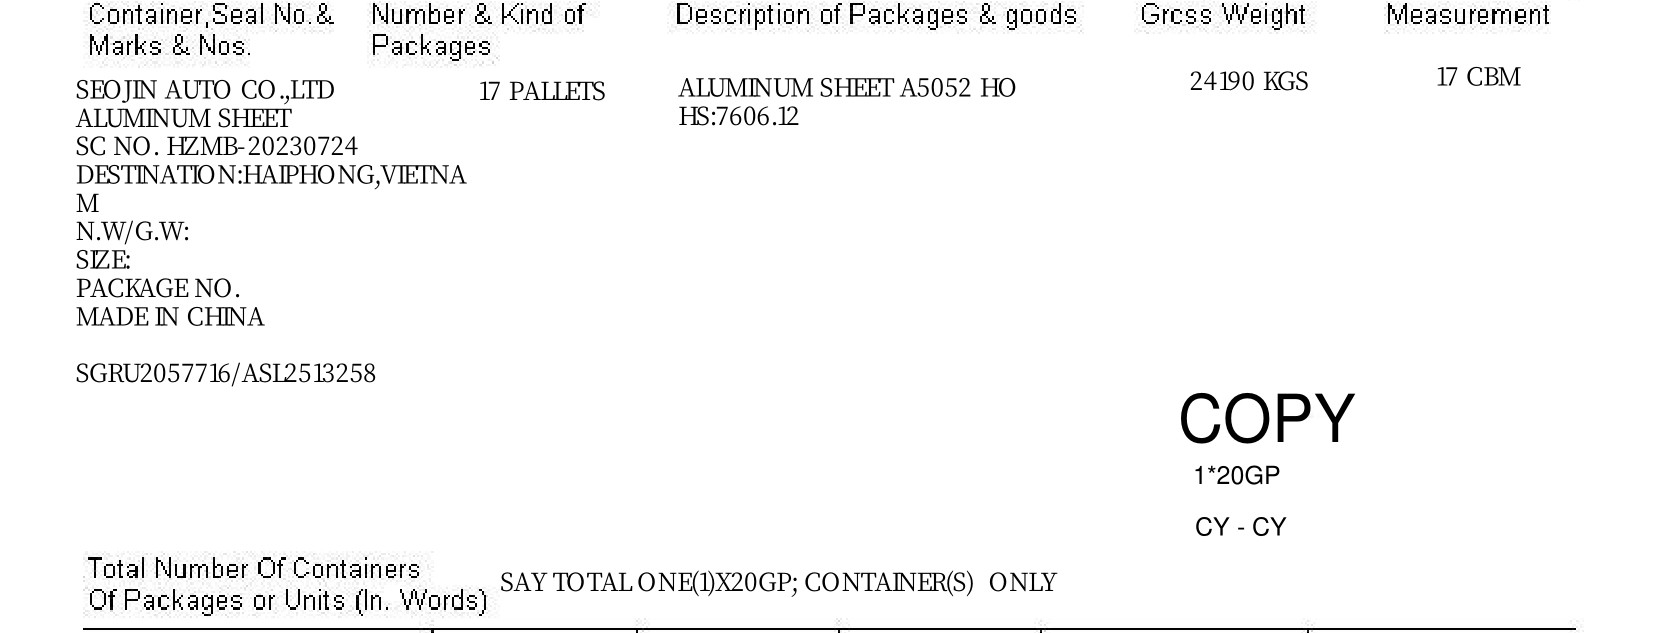 Container,Seal No.& Number & Kind of Description of Packages & goods Gross Weight Measurement
Marks & Nos. Packages
SEOJIN AUTO CO.,LTD 17 PALLETS ALUMINUM SHEET A5052 HO 24190 KGS 17 CBM
ALUMINUM SHEET HS:7606.12
SC NO. HZMB-20230724
DESTINATION:HAIPHONG,VIETNA
M
N.W/G.W:
SIZE:
PACKAGE NO.
MADE IN CHINA
SGRU2057716/ASL2513258
COPY
1*20GP
CY - CY
Total Number Of Containers
Of Packages or Units (In. Words) SAY TOTAL ONE(1)X20GP; CONTAINER(S) ONLY